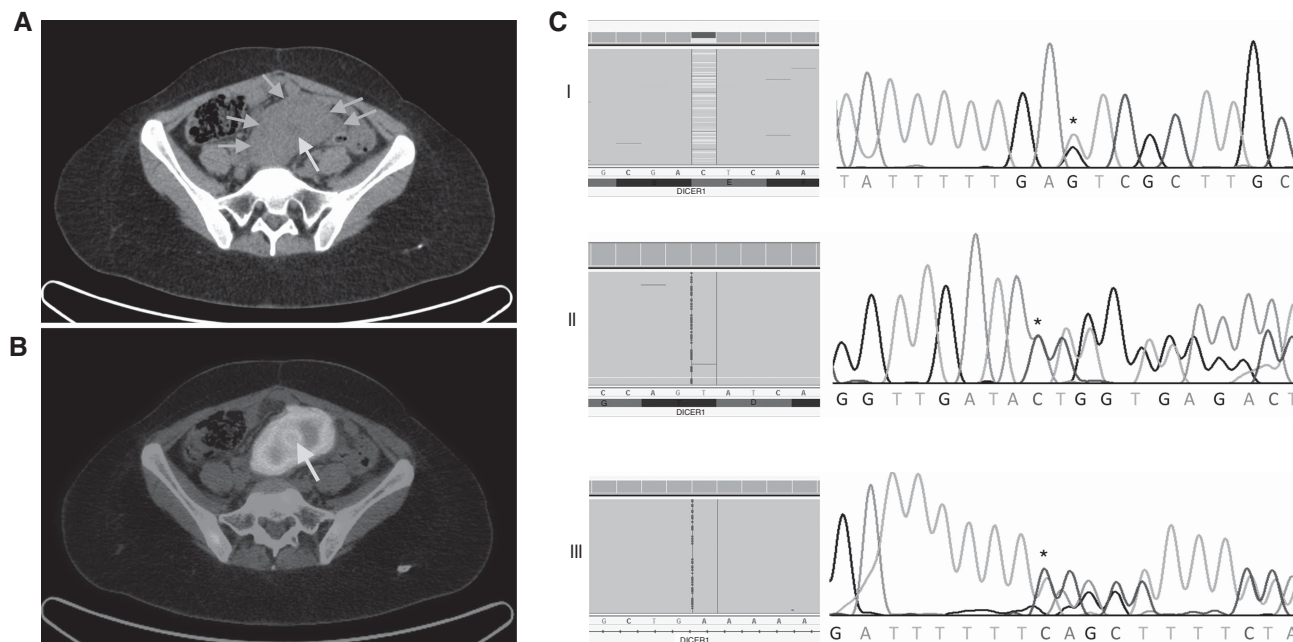 A
B
C
I
G C G A C T C A A
E
DICER1
*
T A T T T T T G A G T C G C T T G C
II
C C A G T A T C A
G D
DICER1
*
G G T T G A T A C T G G T G A G A C T
III
G C T G A A A A A
DICER1
*
G A T T T T T T C A G C T T T T C T A